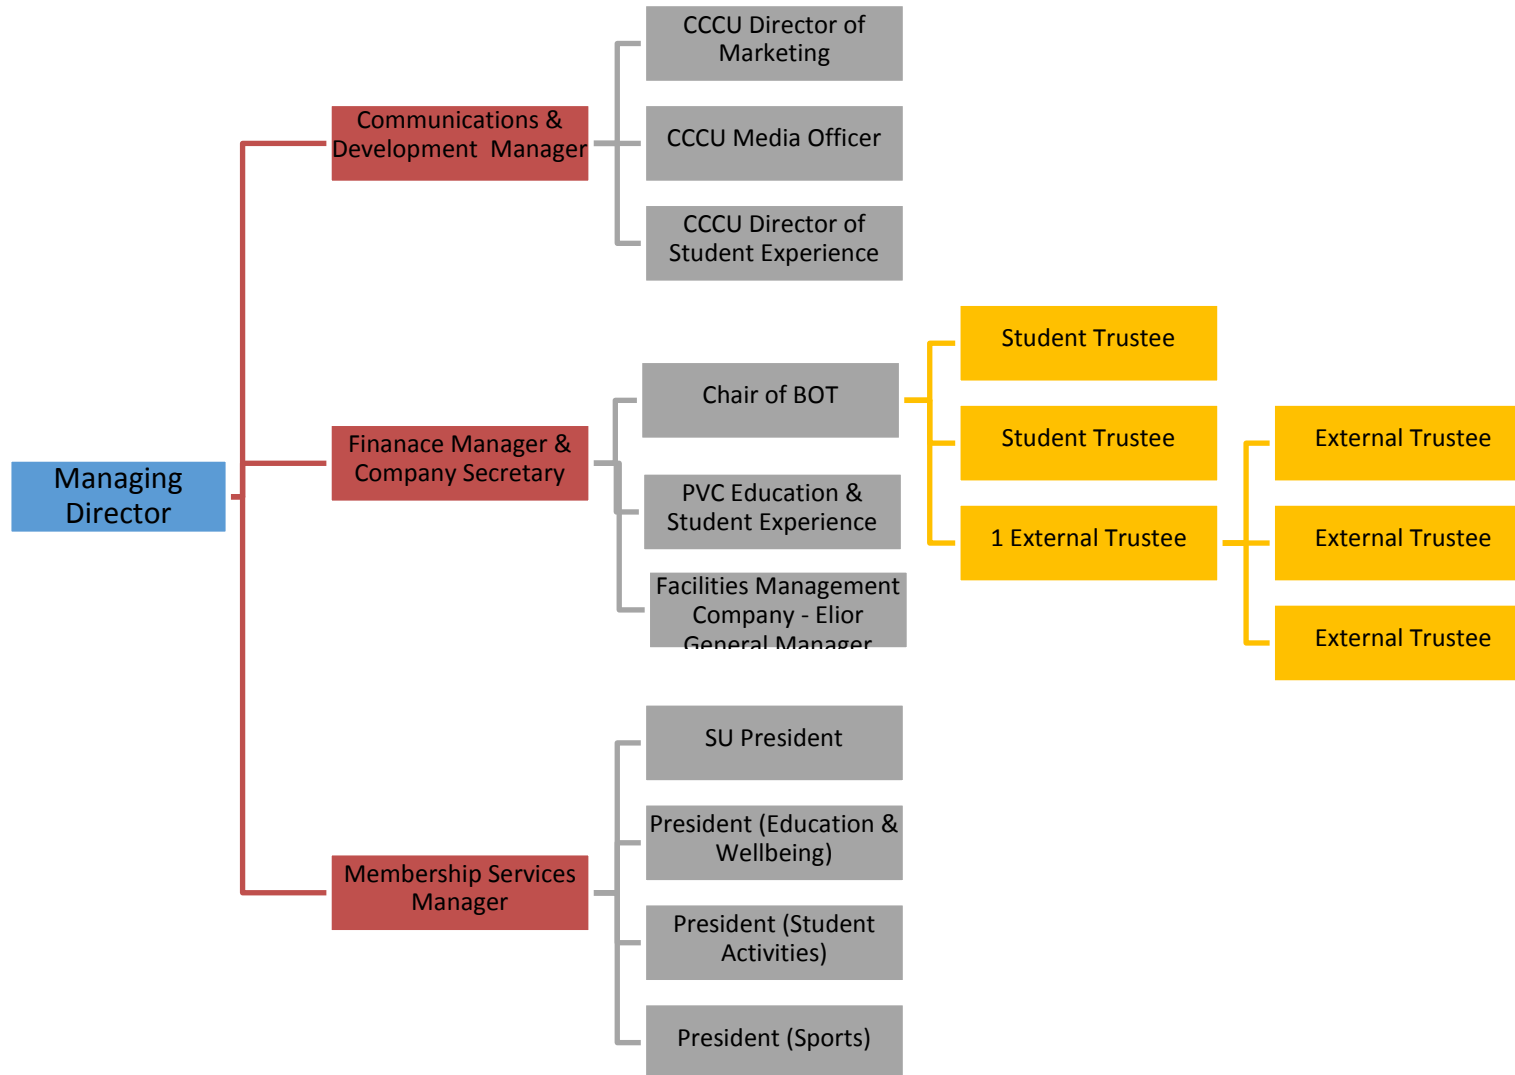 Managing
Director
Communications &
Development  Manager
CCCU Director of
Marketing
CCCU Media Officer
CCCU Director of
Student Experience
Finanace Manager &
Company Secretary
Chair of BOT
Student Trustee
Student Trustee
1 External Trustee
External Trustee
External Trustee
External Trustee
PVC Education &
Student Experience
Facilities Management
Company - Elior
General Manager
Membership Services
Manager
SU President
President (Education &
Wellbeing)
President (Student
Activities)
President (Sports)